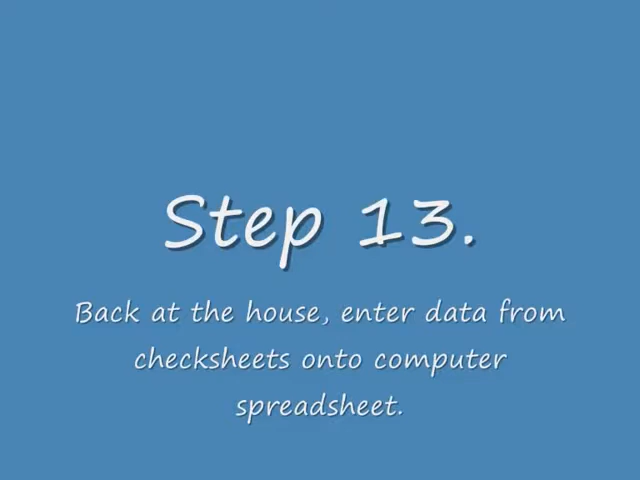 Step 13.
Back at the house, enter data from
checksheets onto computer
spreadsheet.